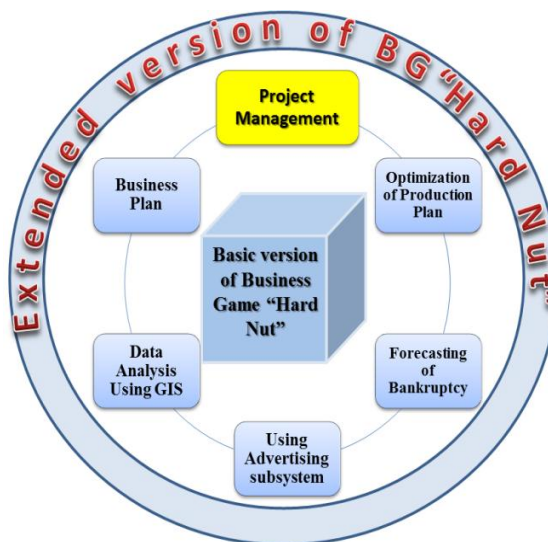 Extended version of BG "Hard Nut"
Project
Management
Business
Plan
Optimization
of Production
Plan
Basic version
of Business
Game “Hard
Nut”
Data
Analysis
Using GIS
Forecasting
of
Bankruptcy
Using
Advertising
subsystem